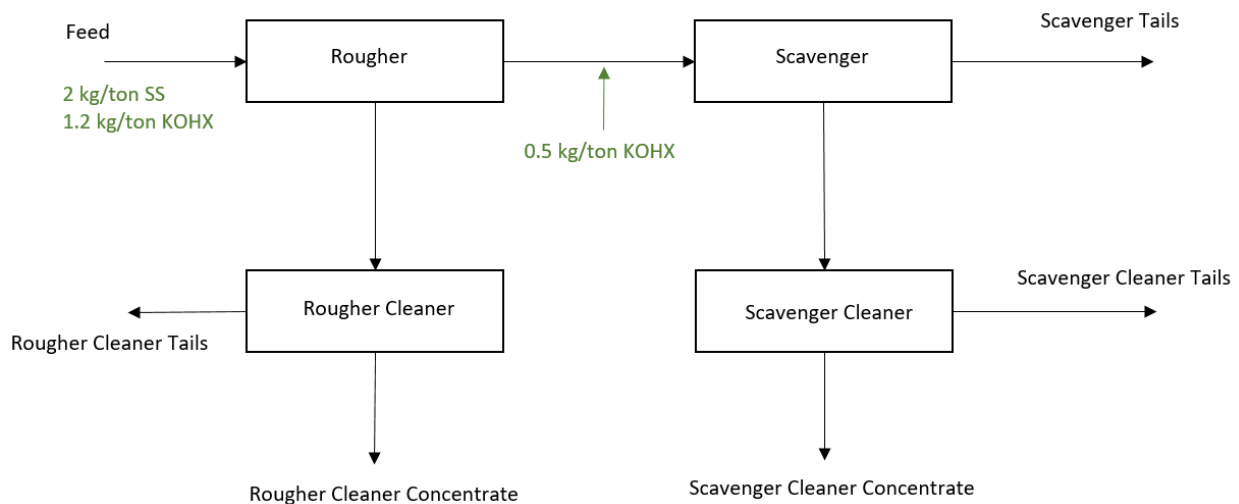 Feed
Rougher
Scavenger
Scavenger Tails
2 kg/ton SS
1.2 kg/ton KOHX
0.5 kg/ton KOHX
Rougher Cleaner
Scavenger Cleaner
Scavenger Cleaner Tails
Rougher Cleaner Tails
Rougher Cleaner Concentrate
Scavenger Cleaner Concentrate